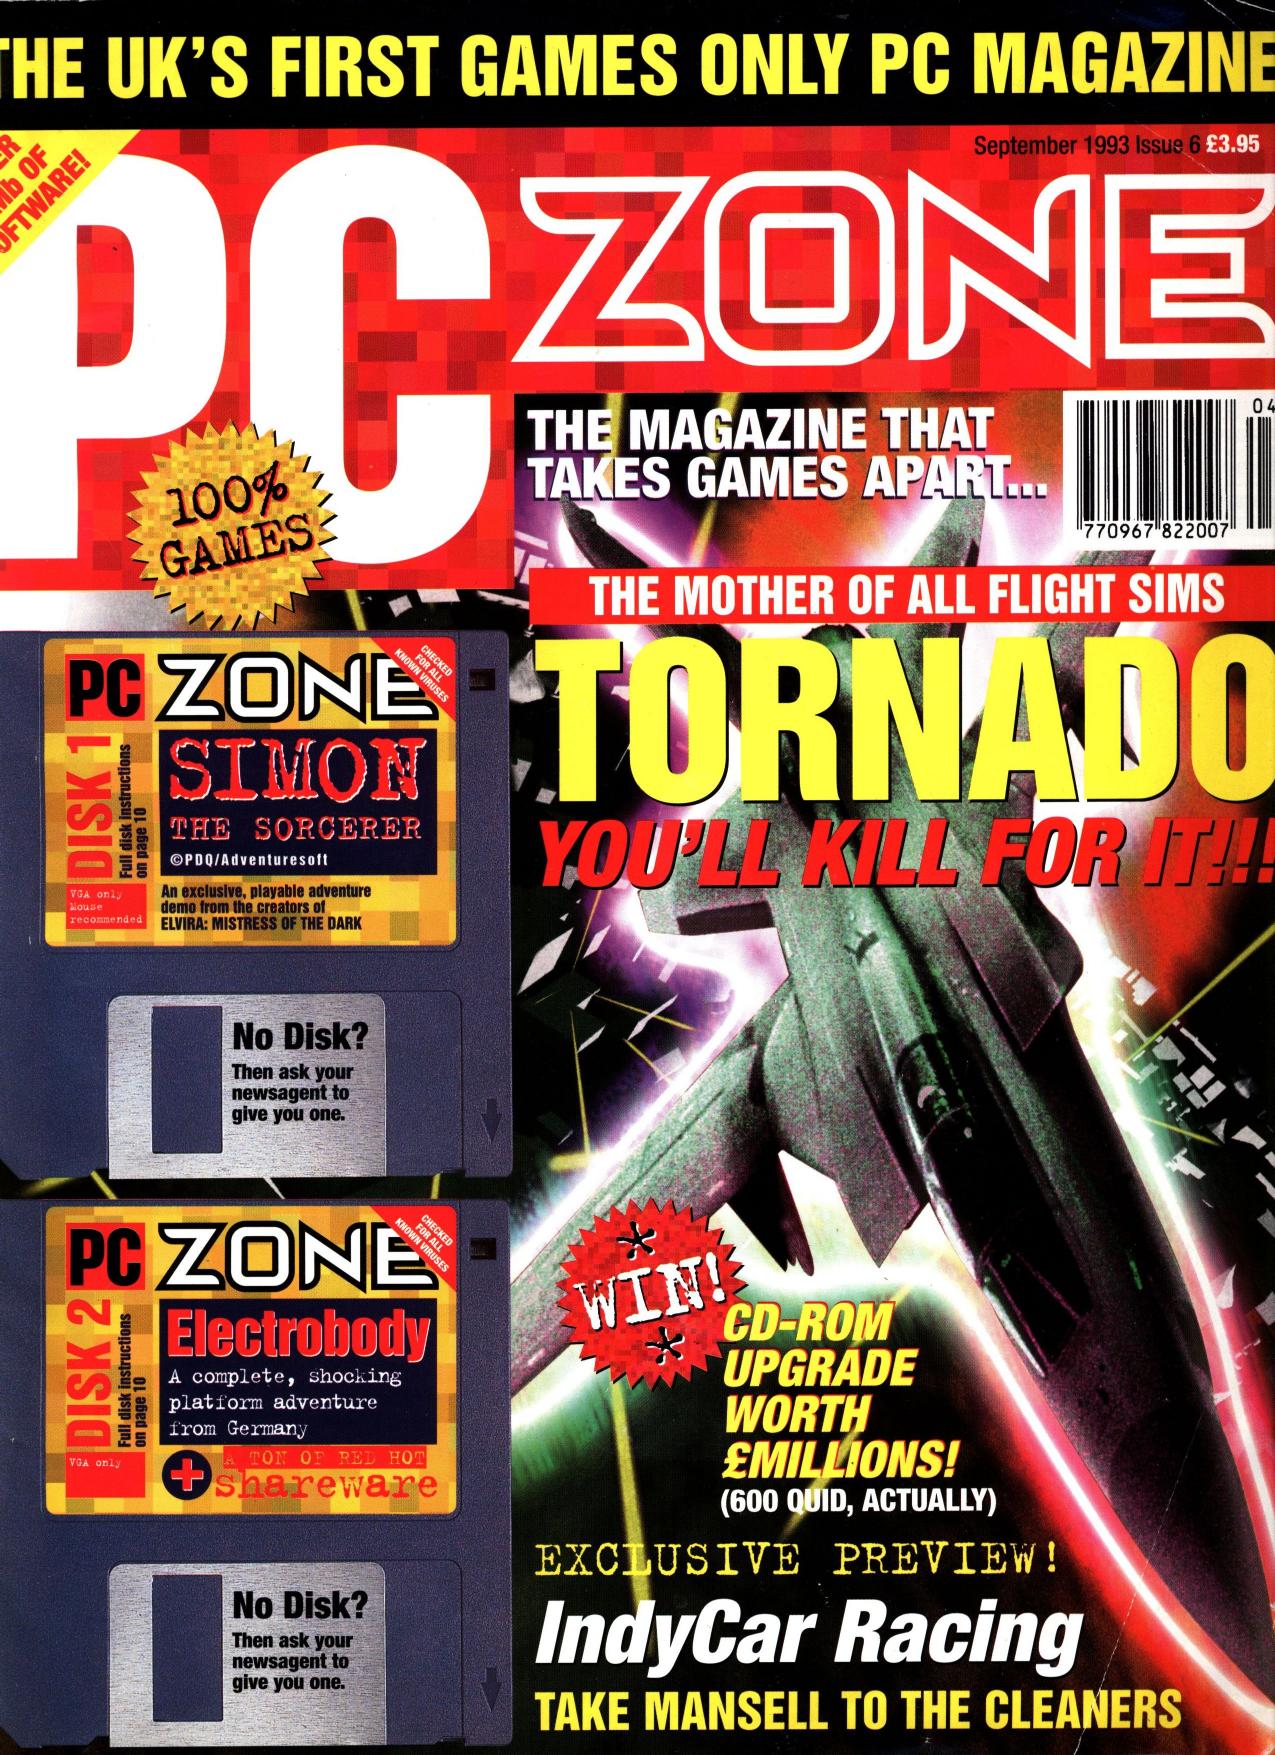 THE UK'S FIRST GAMES ONLY PC MAGAZINE
Mb OF
SOFTWARE!
September 1993 Issue 6 £3.95
PC ZONE
100%
GAMES
THE MAGAZINE THAT
TAKES GAMES APART...
04
770967 822007
THE MOTHER OF ALL FLIGHT SIMS
TORNADO
YOU'LL KILL FOR IT!!!
PC ZONE
CHECKED
FOR ALL
KNOWN VIRUSES
DISK 1
Full disk instructions
on page 10
VGA only
Mouse
recommended
SIMON
THE SORCERER
©PDQ/Adventuresoft
An exclusive, playable adventure
demo from the creators of
ELVIRA: MISTRESS OF THE DARK
No Disk?
Then ask your
newsagent to
give you one.
PC ZONE
CHECKED
FOR ALL
KNOWN VIRUSES
DISK 2
Full disk instructions
on page 10
VGA only
Electrobody
A complete, shocking
platform adventure
from Germany
+ A TON OF RED HOT
shareware
No Disk?
Then ask your
newsagent to
give you one.
* WIN! *
CD-ROM
UPGRADE
WORTH
£MILLIONS!
(600 QUID, ACTUALLY)
EXCLUSIVE PREVIEW!
IndyCar Racing
TAKE MANSELL TO THE CLEANERS